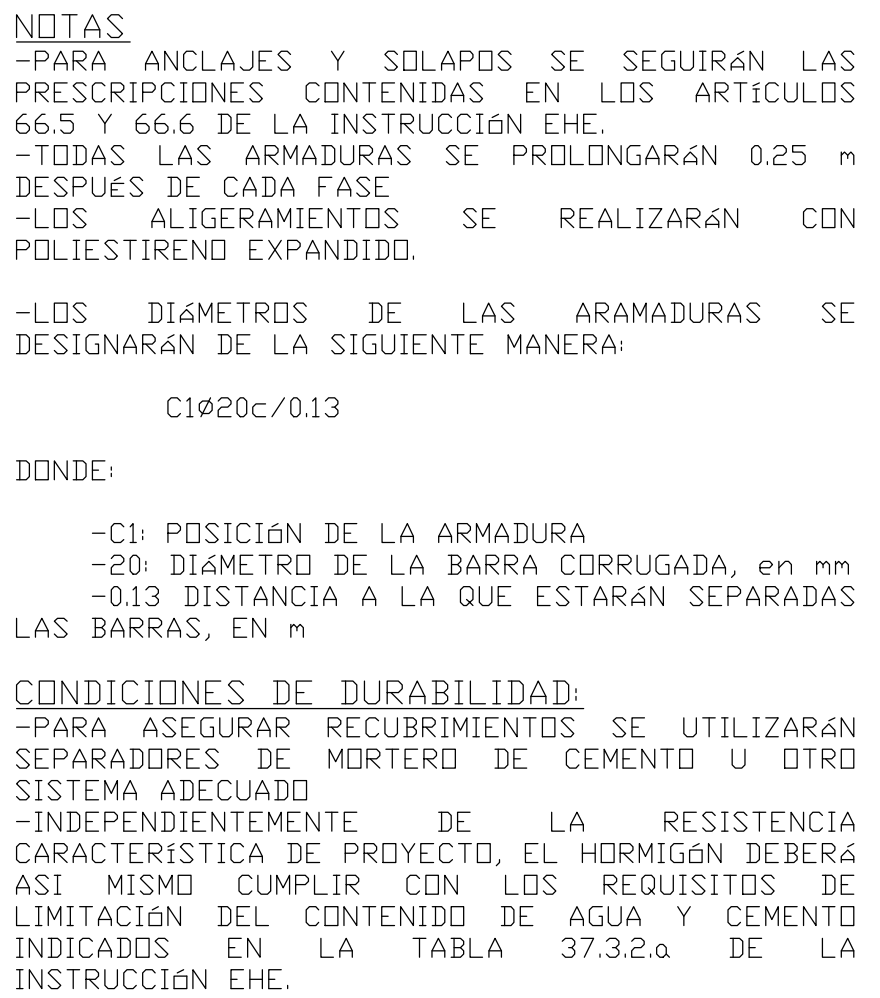 NOTAS
-PARA ANCLAJES Y SOLAPOS SE SEGUIRáN LAS
PRESCRIPCIONES CONTENIDAS EN LOS ARTíCULOS
66.5 Y 66.6 DE LA INSTRUCCIóN EHE.
-TODAS LAS ARMADURAS SE PROLONGARáN 0.25 m
DESPUÉS DE CADA FASE
-LOS ALIGERAMIENTOS SE REALIZARáN CON
POLIESTIRENO EXPANDIDO.
-LOS DIáMETROS DE LAS ARAMADURAS SE
DESIGNARáN DE LA SIGUIENTE MANERA:
C1Ø20c/0.13
DONDE:
-C1: POSICIóN DE LA ARMADURA
-20: DIáMETRO DE LA BARRA CORRUGADA, en mm
-0.13 DISTANCIA A LA QUE ESTARáN SEPARADAS
LAS BARRAS, EN m
CONDICIONES DE DURABILIDAD:
-PARA ASEGURAR RECUBRIMIENTOS SE UTILIZARáN
SEPARADORES DE MORTERO DE CEMENTO U OTRO
SISTEMA ADECUADO
-INDEPENDIENTEMENTE DE LA RESISTENCIA
CARACTERíSTICA DE PROYECTO, EL HORMIGóN DEBERá
ASI MISMO CUMPLIR CON LOS REQUISITOS DE
LIMITACIóN DEL CONTENIDO DE AGUA Y CEMENTO
INDICADOS EN LA TABLA 37.3.2.a DE LA
INSTRUCCIóN EHE.